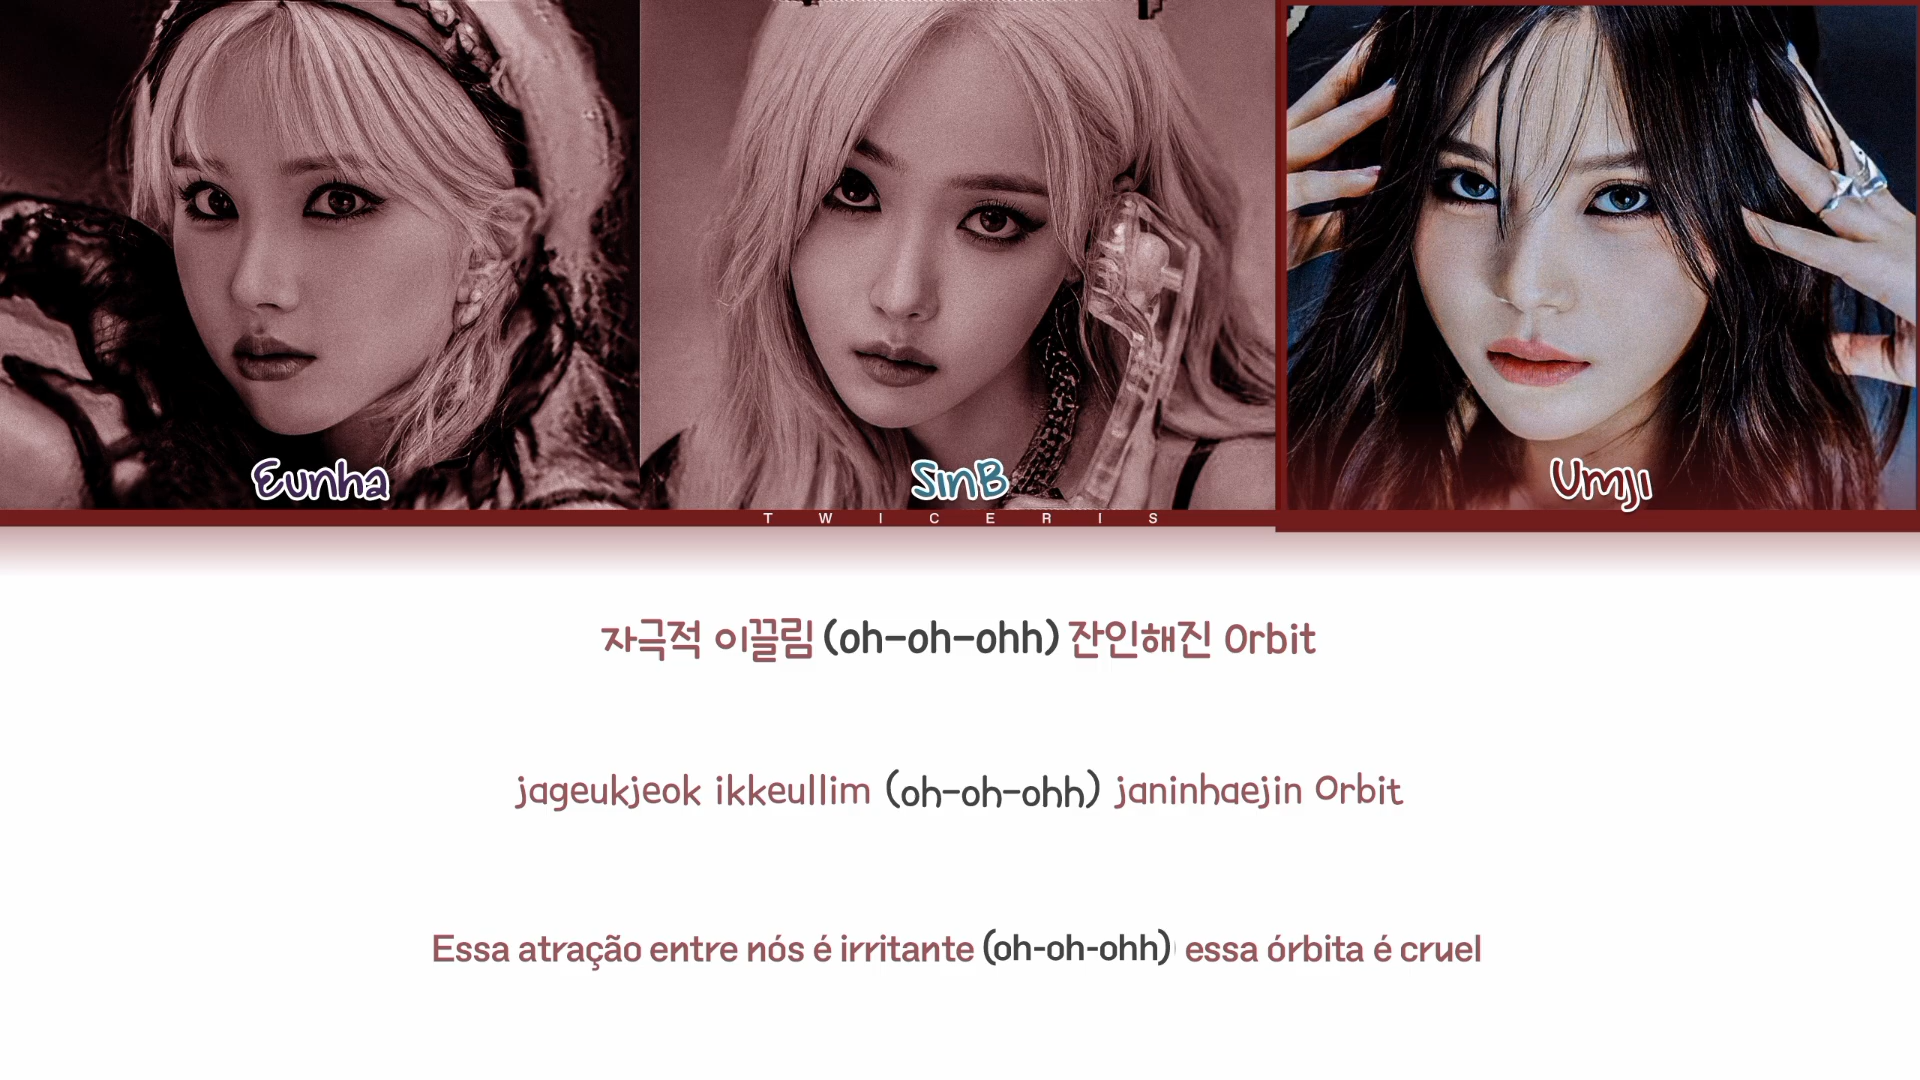 Eunha
SinB
Umji
TWICERIS
자극적 이끌림 (oh-oh-ohh) 잔인해진 Orbit
jageukjeok ikkeullim (oh-oh-ohh) janinhaejin Orbit
Essa atração entre nós é irritante (oh-oh-ohh) essa órbita é cruel